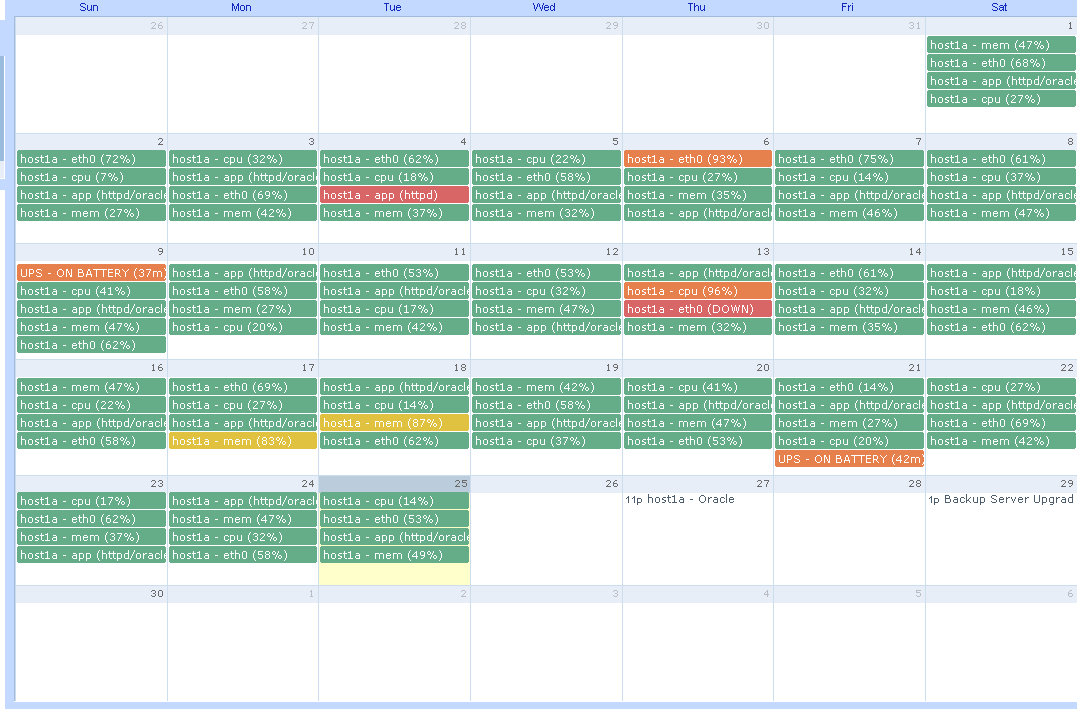 Sun Mon Tue Wed Thu Fri Sat
26 27 28 29 30 31 1
host1a - mem (47%)
host1a - eth0 (68%)
host1a - app (httpd/oracle
host1a - cpu (27%)
2 3 4 5 6 7 8
host1a - eth0 (72%) host1a - cpu (32%) host1a - eth0 (62%) host1a - cpu (22%) host1a - eth0 (93%) host1a - eth0 (75%) host1a - eth0 (61%)
host1a - cpu (7%) host1a - app (httpd/oracl host1a - cpu (18%) host1a - eth0 (58%) host1a - cpu (27%) host1a - cpu (14%) host1a - cpu (37%)
host1a - app (httpd/oracle host1a - eth0 (69%) host1a - app (httpd) host1a - app (httpd/oracle host1a - mem (35%) host1a - app (httpd/oracle host1a - app (httpd/oracle
host1a - mem (27%) host1a - mem (42%) host1a - mem (37%) host1a - mem (32%) host1a - app (httpd/oracl host1a - mem (46%) host1a - mem (47%)
9 10 11 12 13 14 15
UPS - ON BATTERY (37m) host1a - app (httpd/oracl host1a - eth0 (53%) host1a - eth0 (53%) host1a - app (httpd/oracl host1a - eth0 (61%) host1a - app (httpd/oracle
host1a - cpu (41%) host1a - eth0 (58%) host1a - app (httpd/oracle host1a - cpu (32%) host1a - cpu (96%) host1a - cpu (32%) host1a - cpu (18%)
host1a - app (httpd/oracle host1a - mem (27%) host1a - cpu (17%) host1a - mem (47%) host1a - eth0 (DOWN) host1a - app (httpd/oracle host1a - mem (46%)
host1a - mem (47%) host1a - cpu (20%) host1a - mem (42%) host1a - app (httpd/oracle host1a - mem (32%) host1a - mem (35%) host1a - eth0 (62%)
host1a - eth0 (62%)
16 17 18 19 20 21 22
host1a - mem (47%) host1a - eth0 (69%) host1a - app (httpd/oracle host1a - mem (42%) host1a - cpu (41%) host1a - eth0 (14%) host1a - cpu (27%)
host1a - cpu (22%) host1a - cpu (27%) host1a - cpu (14%) host1a - eth0 (58%) host1a - app (httpd/oracl host1a - app (httpd/oracle host1a - app (httpd/oracle
host1a - app (httpd/oracle host1a - app (httpd/oracl host1a - mem (87%) host1a - app (httpd/oracle host1a - mem (47%) host1a - mem (27%) host1a - eth0 (69%)
host1a - eth0 (58%) host1a - mem (83%) host1a - eth0 (62%) host1a - cpu (37%) host1a - eth0 (53%) host1a - cpu (20%) host1a - mem (42%)
UPS - ON BATTERY (42m)
23 24 25 26 27 28 29
host1a - cpu (17%) host1a - app (httpd/oracl host1a - cpu (14%) 11p host1a - Oracle 1p Backup Server Upgrad
host1a - eth0 (62%) host1a - mem (47%) host1a - eth0 (53%)
host1a - mem (37%) host1a - cpu (32%) host1a - app (httpd/oracle
host1a - app (httpd/oracle host1a - eth0 (58%) host1a - mem (49%)
30 1 2 3 4 5 6